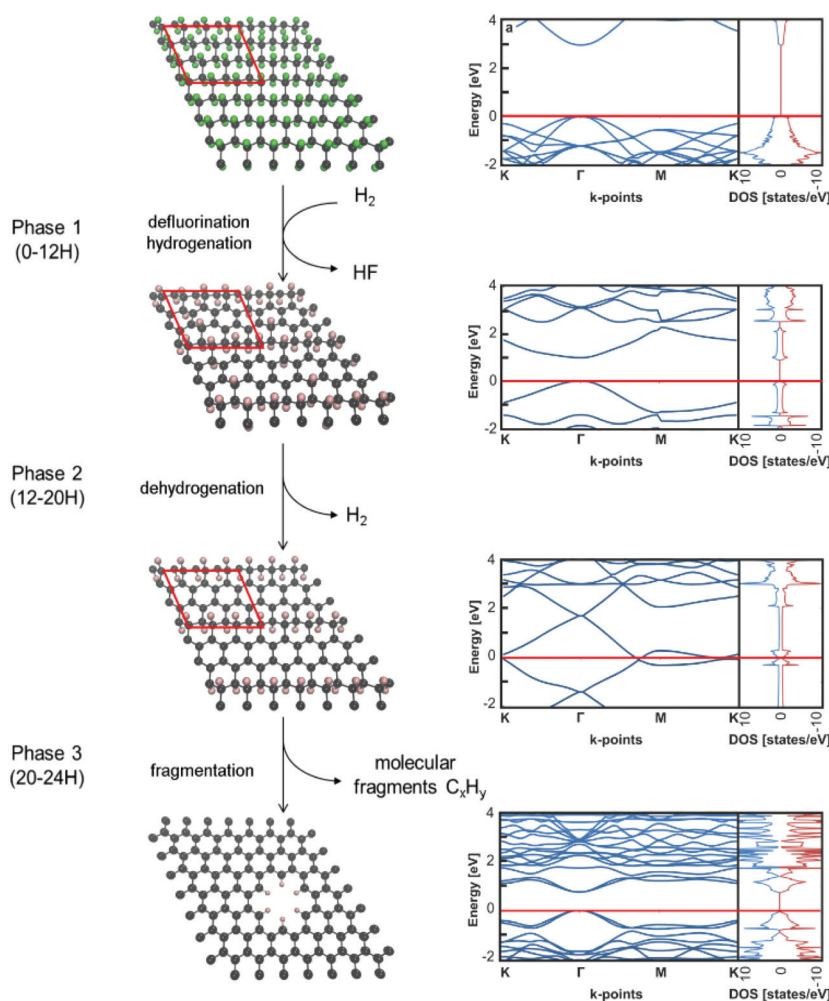 a
4
2
0
-2
Energy [eV]
K
Γ
M
K
10
0
-10
k-points
DOS [states/eV]
Phase 1
(0-12H)
defluorination
hydrogenation
H2
HF
4
2
0
-2
Energy [eV]
K
Γ
M
K
10
0
-10
k-points
DOS [states/eV]
Phase 2
(12-20H)
dehydrogenation
H2
4
2
0
-2
Energy [eV]
K
Γ
M
K
10
0
-10
k-points
DOS [states/eV]
Phase 3
(20-24H)
fragmentation
molecular
fragments CxHy
4
2
0
-2
Energy [eV]
K
Γ
M
K
10
0
-10
k-points
DOS [states/eV]